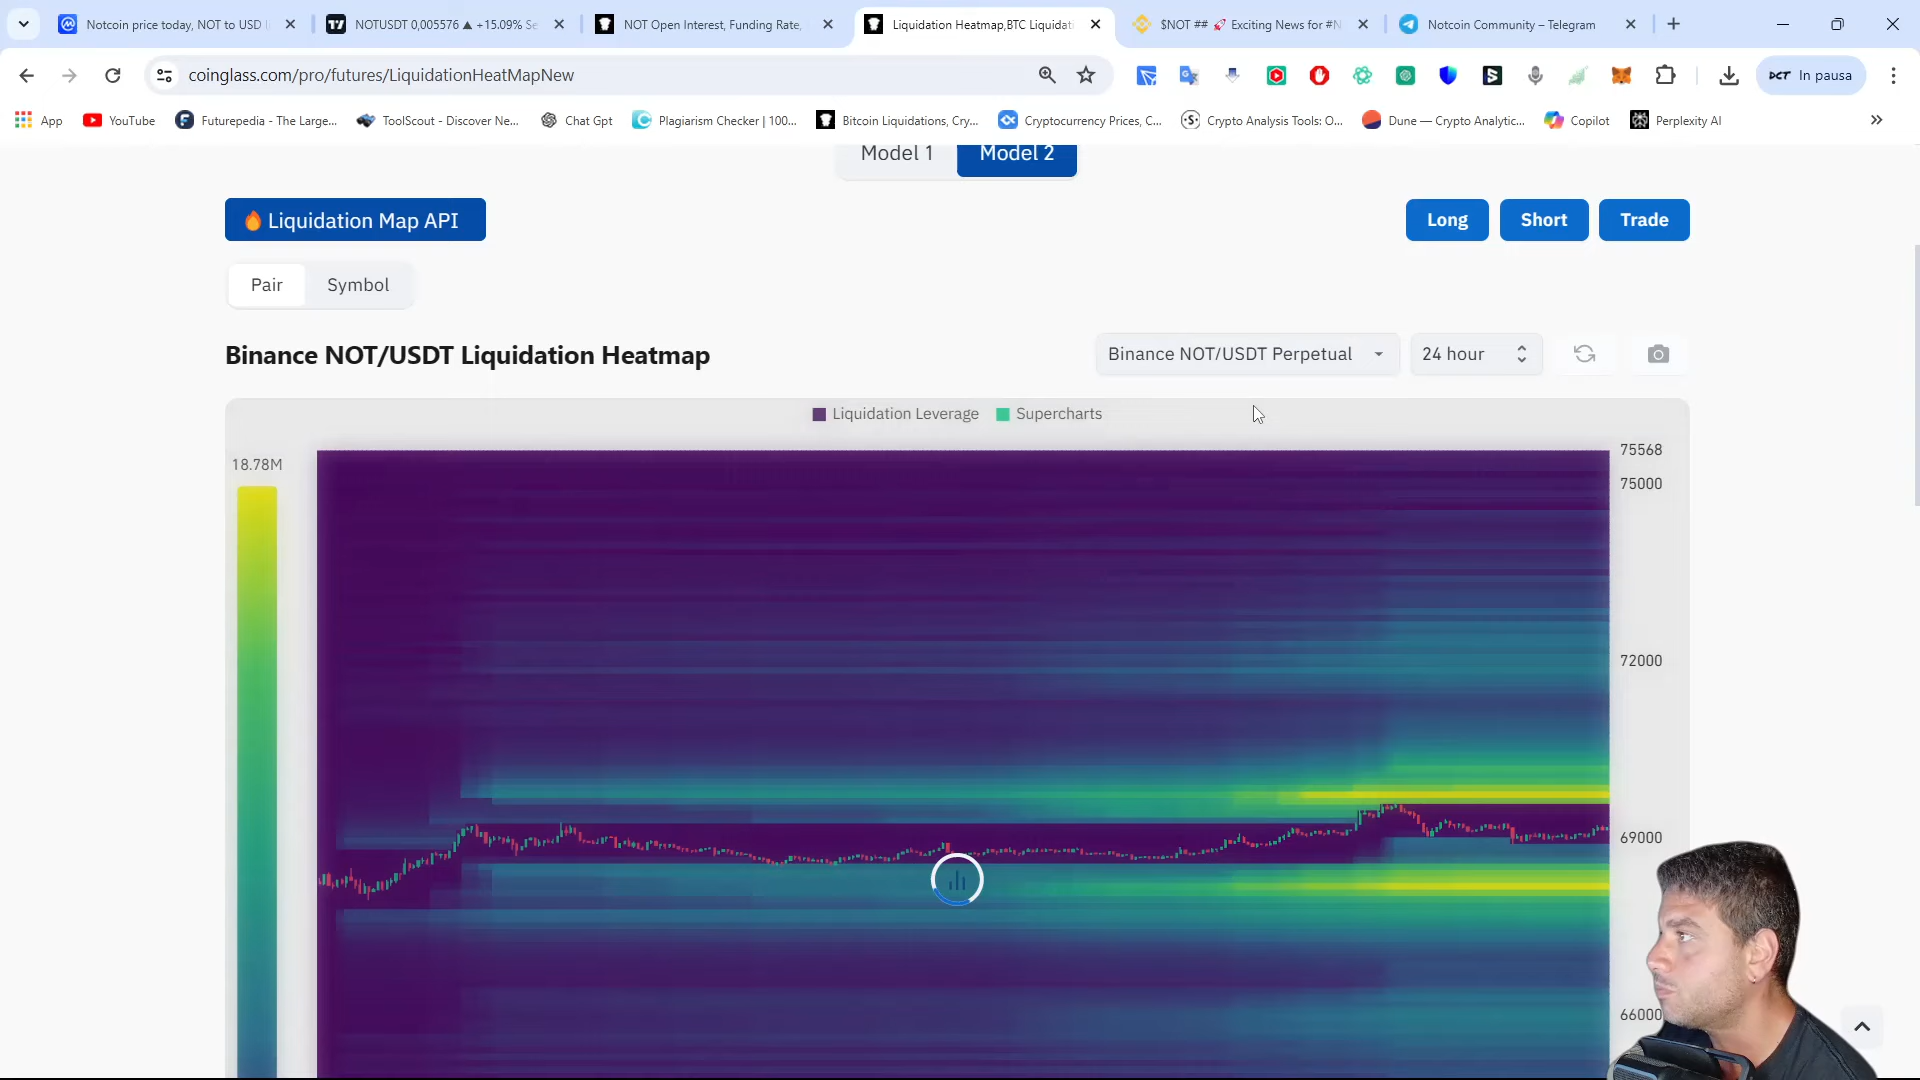 Notcoin price today, NOT to USD l
NOTUSDT 0,005576 ▲ +15.09% Se
NOT Open Interest, Funding Rate,
Liquidation Heatmap,BTC Liquidati
$NOT ## 🚀 Exciting News for #N
Notcoin Community – Telegram
coinglass.com/pro/futures/LiquidationHeatMapNew
In pausa
App
YouTube
Futurepedia - The Large...
ToolScout - Discover Ne...
Chat Gpt
Plagiarism Checker | 100...
Bitcoin Liquidations, Cry...
Cryptocurrency Prices, C...
Crypto Analysis Tools: O...
Dune — Crypto Analytic...
Copilot
Perplexity AI
»
Model 1
Model 2
🔥 Liquidation Map API
Long
Short
Trade
Pair
Symbol
Binance NOT/USDT Liquidation Heatmap
Binance NOT/USDT Perpetual
24 hour
Liquidation Leverage
Supercharts
18.78M
75568
75000
72000
69000
66000